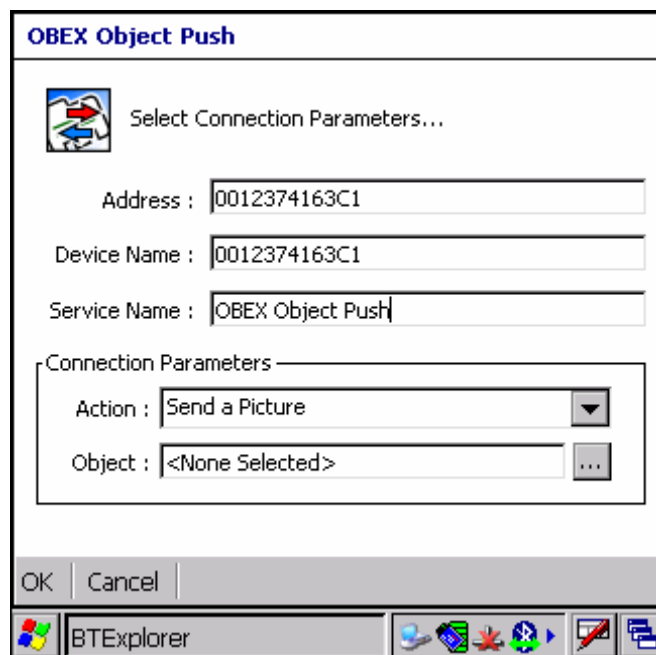 OBEX Object Push
Select Connection Parameters...
Address : 0012374163C1
Device Name : 0012374163C1
Service Name : OBEX Object Push
Connection Parameters
Action : Send a Picture
Object : <None Selected> ...
OK Cancel
BTExplorer